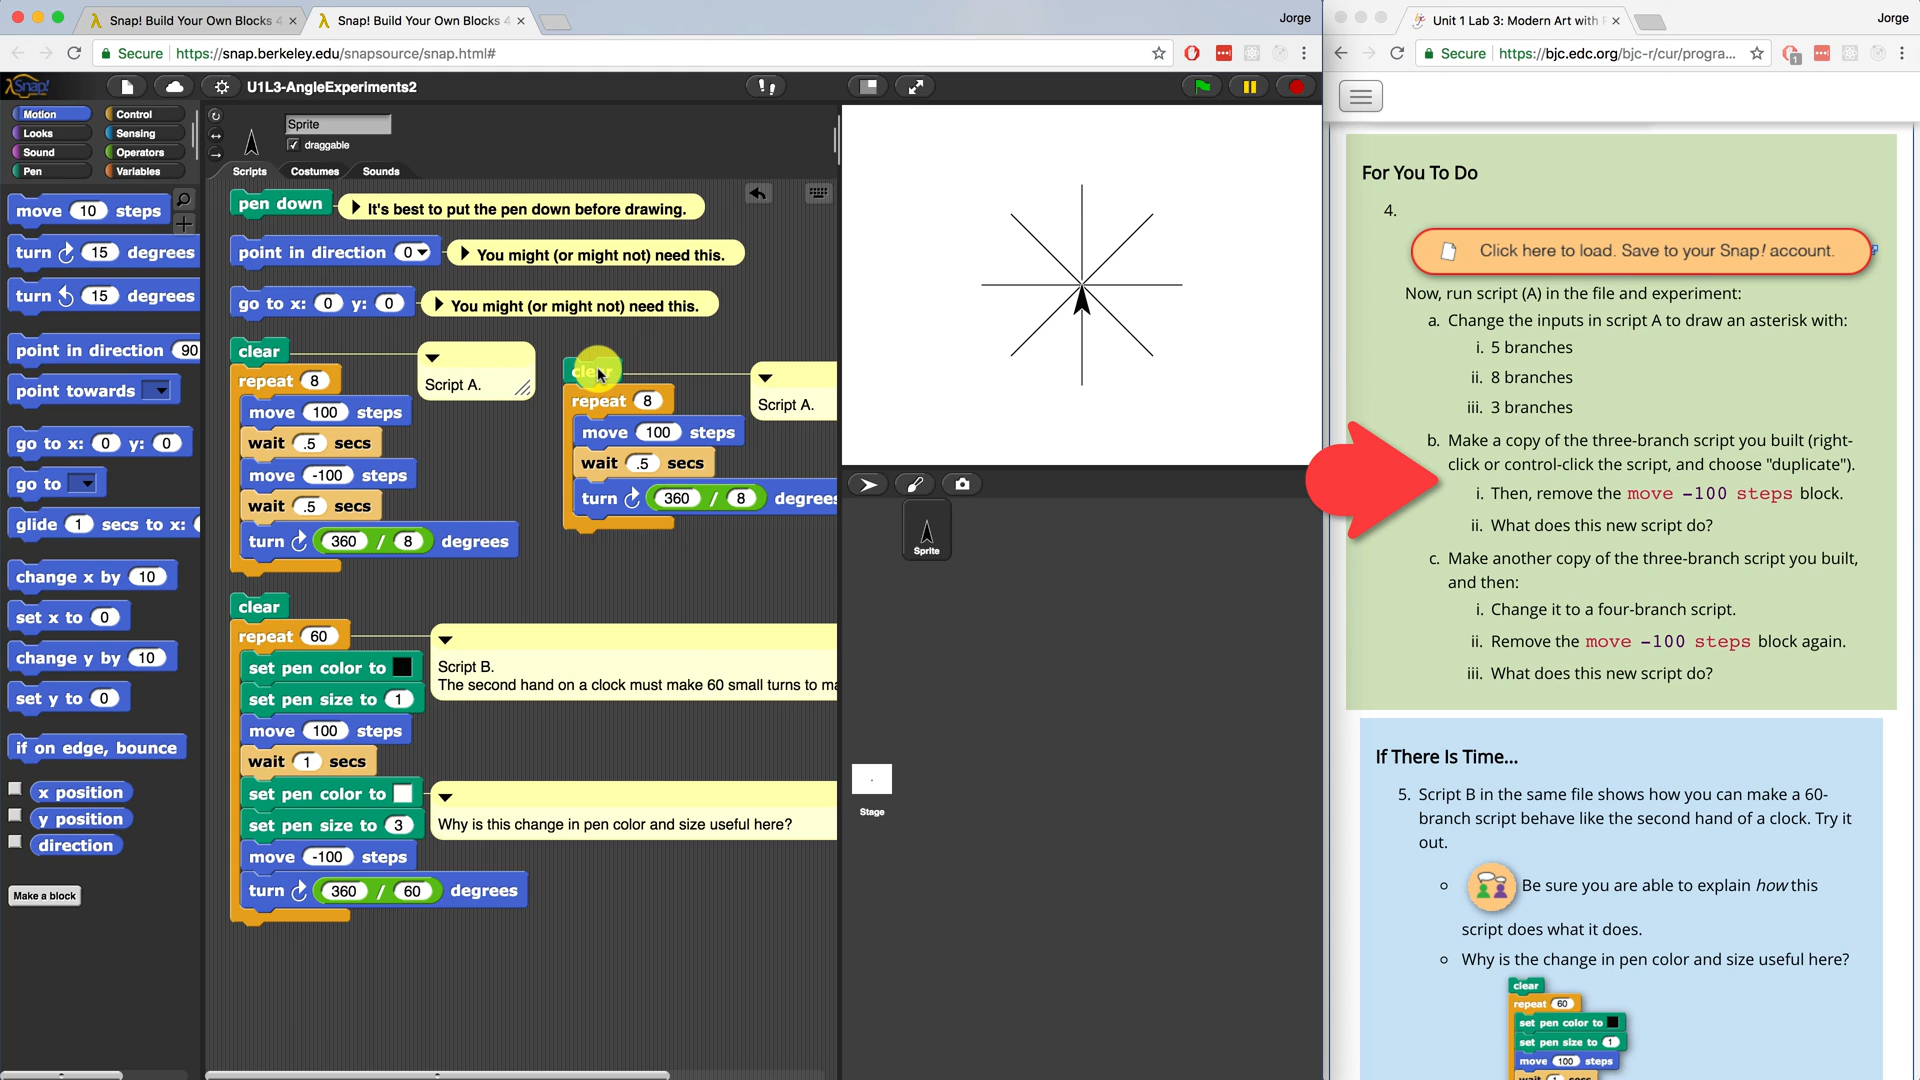 Snap! Build Your Own Blocks 4
Snap! Build Your Own Blocks 4
Jorge
Secure
https://snap.berkeley.edu/snapsource/snap.html#
Snap!
U1L3-AngleExperiments2
Motion
Control
Looks
Sensing
Sound
Operators
Pen
Variables
move 10 steps
turn 15 degrees
turn 15 degrees
point in direction 90
point towards
go to x: 0 y: 0
go to
glide 1 secs to x:
change x by 10
set x to 0
change y by 10
set y to 0
if on edge, bounce
x position
y position
direction
Make a block
Sprite
draggable
Scripts
Costumes
Sounds
pen down
It's best to put the pen down before drawing.
point in direction 0
You might (or might not) need this.
go to x: 0 y: 0
You might (or might not) need this.
clear
repeat 8
Script A.
move 100 steps
wait .5 secs
move -100 steps
wait .5 secs
turn 360 / 8 degrees
clear
repeat 8
Script A.
move 100 steps
wait .5 secs
turn 360 / 8 degrees
clear
repeat 60
Script B.
The second hand on a clock must make 60 small turns to ma
set pen color to
set pen size to 1
move 100 steps
wait 1 secs
set pen color to
set pen size to 3
Why is this change in pen color and size useful here?
move -100 steps
turn 360 / 60 degrees
Sprite
Stage
Unit 1 Lab 3: Modern Art with
Jorge
Secure
https://bjc.edc.org/bjc-r/cur/progra...
1
For You To Do
4.
Click here to load. Save to your Snap! account.
Now, run script (A) in the file and experiment:
a. Change the inputs in script A to draw an asterisk with:
i. 5 branches
ii. 8 branches
iii. 3 branches
b. Make a copy of the three-branch script you built (right-
click or control-click the script, and choose "duplicate").
i. Then, remove the move -100 steps block.
ii. What does this new script do?
c. Make another copy of the three-branch script you built,
and then:
i. Change it to a four-branch script.
ii. Remove the move -100 steps block again.
iii. What does this new script do?
If There Is Time...
5. Script B in the same file shows how you can make a 60-
branch script behave like the second hand of a clock. Try it
out.
Be sure you are able to explain how this
script does what it does.
Why is the change in pen color and size useful here?
clear
repeat 60
set pen color to
set pen size to 1
move 100 steps
wait 1 secs